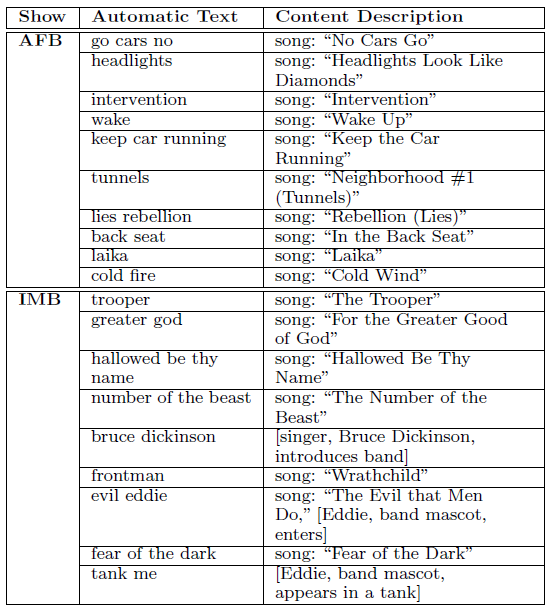 Show Automatic Text Content Description
AFB go cars no song: “No Cars Go”
headlights song: “Headlights Look Like
Diamonds”
intervention song: “Intervention”
wake song: “Wake Up”
keep car running song: “Keep the Car
Running”
tunnels song: “Neighborhood #1
(Tunnels)”
lies rebellion song: “Rebellion (Lies)”
back seat song: “In the Back Seat”
laika song: “Laika”
cold fire song: “Cold Wind”
IMB trooper song: “The Trooper”
greater god song: “For the Greater Good
of God”
hallowed be thy song: “Hallowed Be Thy
name Name”
number of the beast song: “The Number of the
Beast”
bruce dickinson [singer, Bruce Dickinson,
introduces band]
frontman song: “Wrathchild”
evil eddie song: “The Evil that Men
Do,” [Eddie, band mascot,
enters]
fear of the dark song: “Fear of the Dark”
tank me [Eddie, band mascot,
appears in a tank]